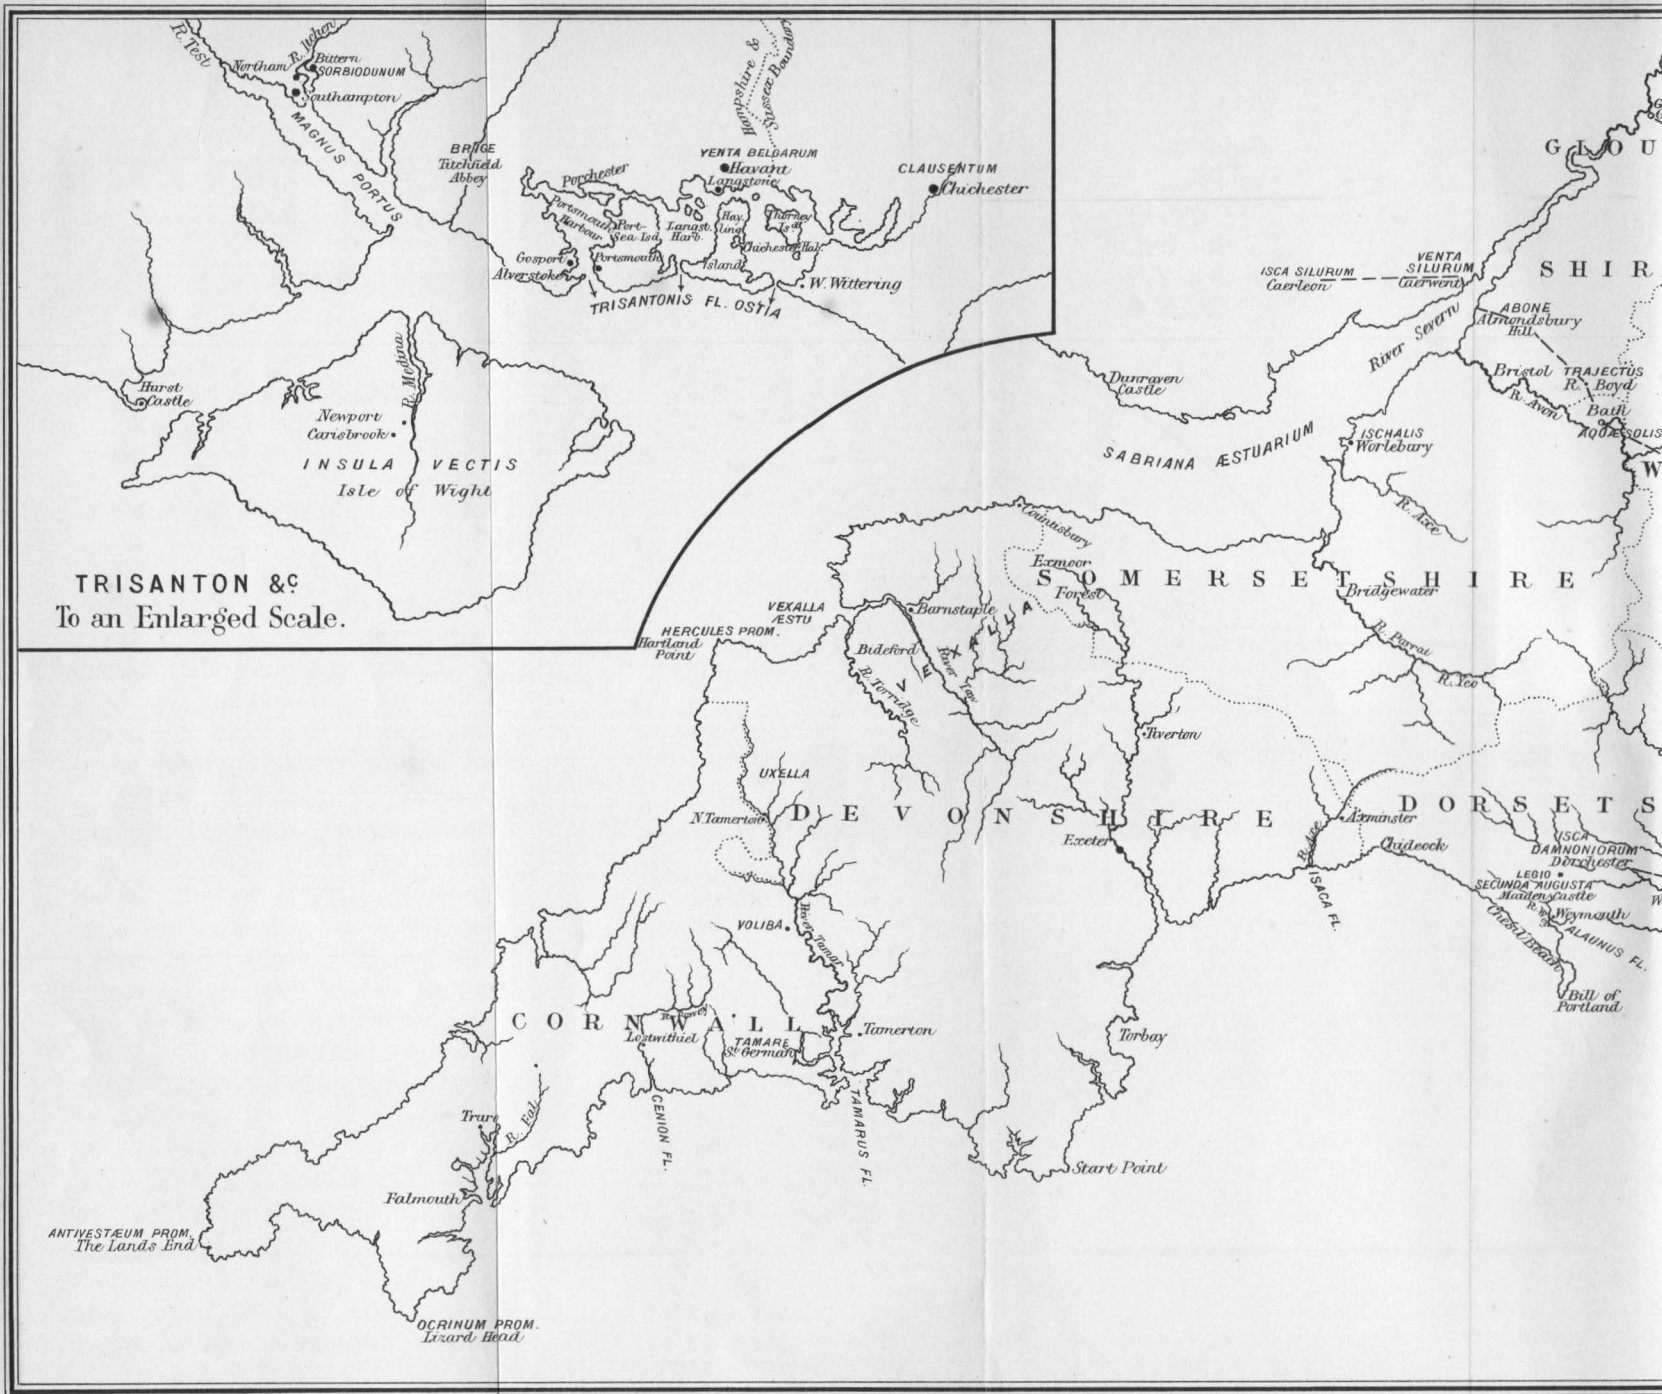 R. Test
R. Itchen
Northam
Bittern
SORBIODUNUM
Southampton
MAGNUS PORTUS
BRIGE
Titchfield
Abbey
Hampshire &
Sussex Boundary
Porchester
VENTA BELGARUM
Havant
Langstone
CLAUSENTUM
Chichester
Portsmouth
Harbour
Port-
Sea Isd.
Langst.
Harb.
Hay-
ling
Island
Thorney
Isd.
Chichester Har.
Gosport
Alverstoke
Portsmouth
W. Wittering
TRISANTONIS FL. OSTIA
Hurst
Castle
R. Medina
Newport
Carisbrook
INSULA VECTIS
Isle of Wight
TRISANTON &c
To an Enlarged Scale.
GLOU
SHIR
ISCA SILURUM
Caerleon
VENTA
SILURUM
Caerwent
ABONE
Almondsbury
Hill
River Severn
Dunraven
Castle
Bristol
TRAJECTUS
R. Boyd
R. Avon
Bath
AQUÆ SOLIS
W
SABRIANA ÆSTUARIUM
ISCHALIS
Worlebury
R. Axe
Countisbury
Exmoor
Forest
SOMERSETSHIRE
Bridgewater
R. Parrat
R. Yeo
VEXALLA
ÆSTU
HERCULES PROM.
Hartland
Point
Barnstaple
Bideford
River Taw
R. Torridge
VEXALLA
Tiverton
UXELLA
N. Tamerton
DEVONSHIRE
Exeter
DORSETS
Axminster
R. Axe
Chideock
ISACA FL.
ISCA
DAMNONIORUM
Dorchester
LEGIO
SECUNDA AUGUSTA
Maiden Castle
R. Wey
Weymouth
ALAUNUS FL.
W
Chesil Beach
Bill of
Portland
VOLIBA
River Tamar
CORNWALL
Lostwithiel
TAMARE
St. German
Tamerton
Torbay
CENION FL.
TAMARUS FL.
Truro
R. Fal
Falmouth
Start Point
ANTIVESTÆUM PROM.
The Lands End
OCRINUM PROM.
Lizard Head